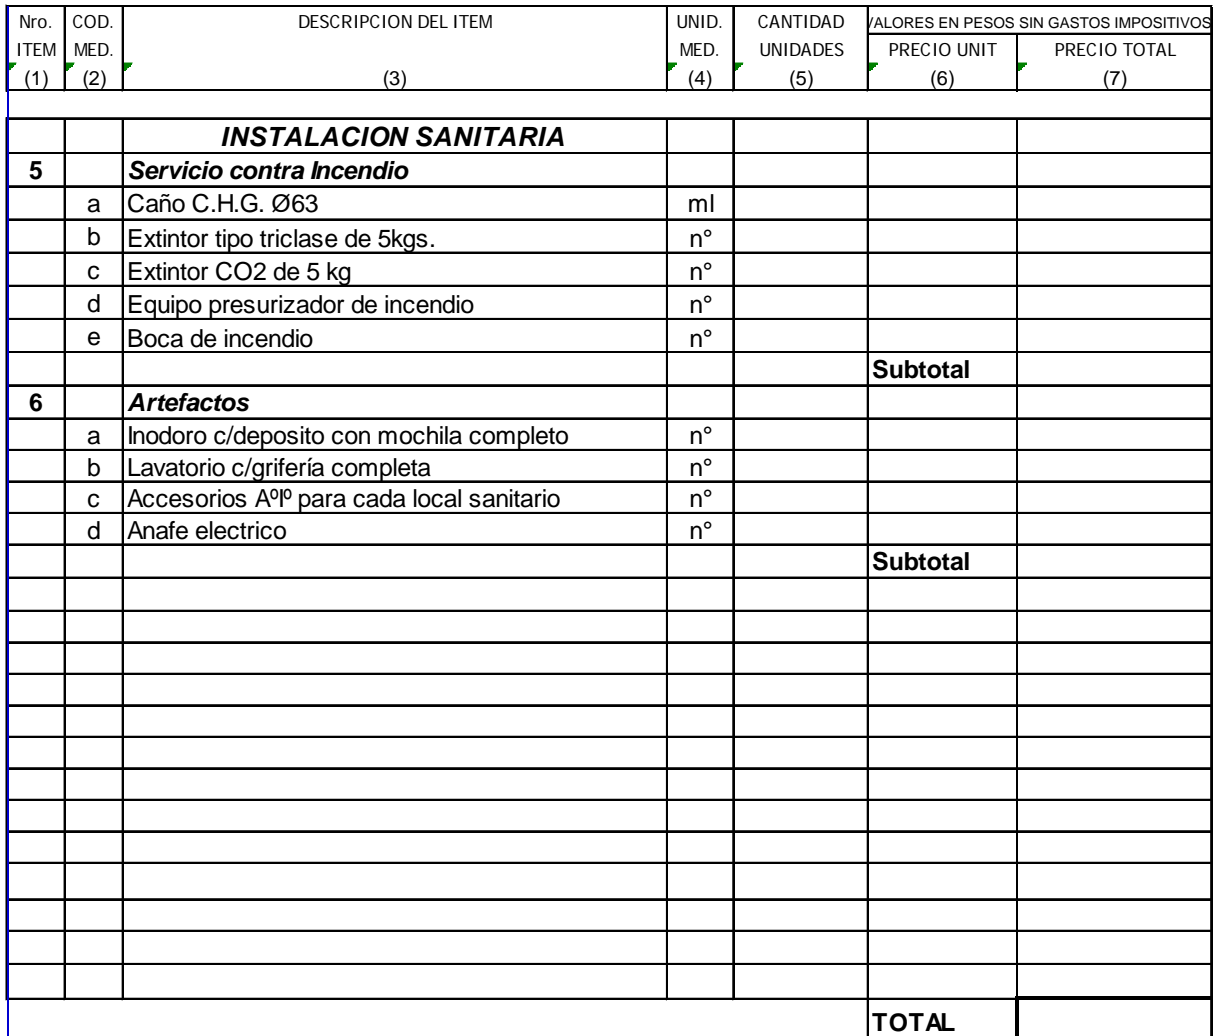 Nro. COD. DESCRIPCION DEL ITEM UNID. CANTIDAD VALORES EN PESOS SIN GASTOS IMPOSITIVOS
ITEM MED. MED. UNIDADES PRECIO UNIT PRECIO TOTAL
(1) (2) (3) (4) (5) (6) (7)
INSTALACION SANITARIA
5 Servicio contra Incendio
a Caño C.H.G. Ø63 ml
b Extintor tipo triclase de 5kgs. n°
c Extintor CO2 de 5 kg n°
d Equipo presurizador de incendio n°
e Boca de incendio n°
Subtotal
6 Artefactos
a Inodoro c/deposito con mochila completo n°
b Lavatorio c/grifería completa n°
c Accesorios AºIº para cada local sanitario n°
d Anafe electrico n°
Subtotal
TOTAL